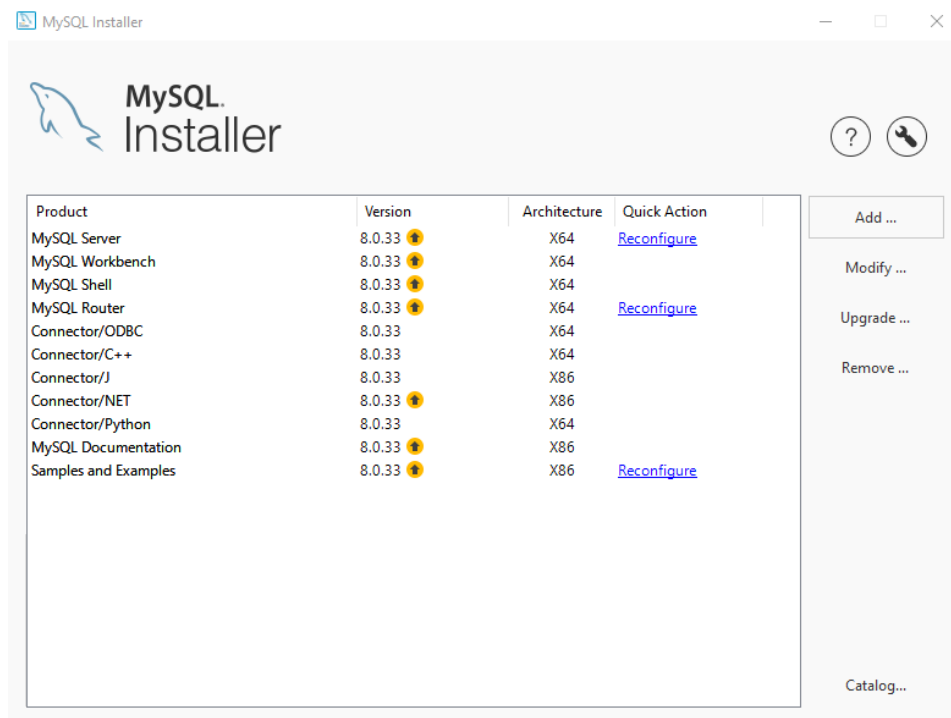 MySQL Installer
MySQL.
Installer
?
Product Version Architecture Quick Action
MySQL Server 8.0.33 X64 Reconfigure
MySQL Workbench 8.0.33 X64
MySQL Shell 8.0.33 X64
MySQL Router 8.0.33 X64 Reconfigure
Connector/ODBC 8.0.33 X64
Connector/C++ 8.0.33 X64
Connector/J 8.0.33 X86
Connector/NET 8.0.33 X86
Connector/Python 8.0.33 X64
MySQL Documentation 8.0.33 X86
Samples and Examples 8.0.33 X86 Reconfigure
Add ...
Modify ...
Upgrade ...
Remove ...
Catalog...